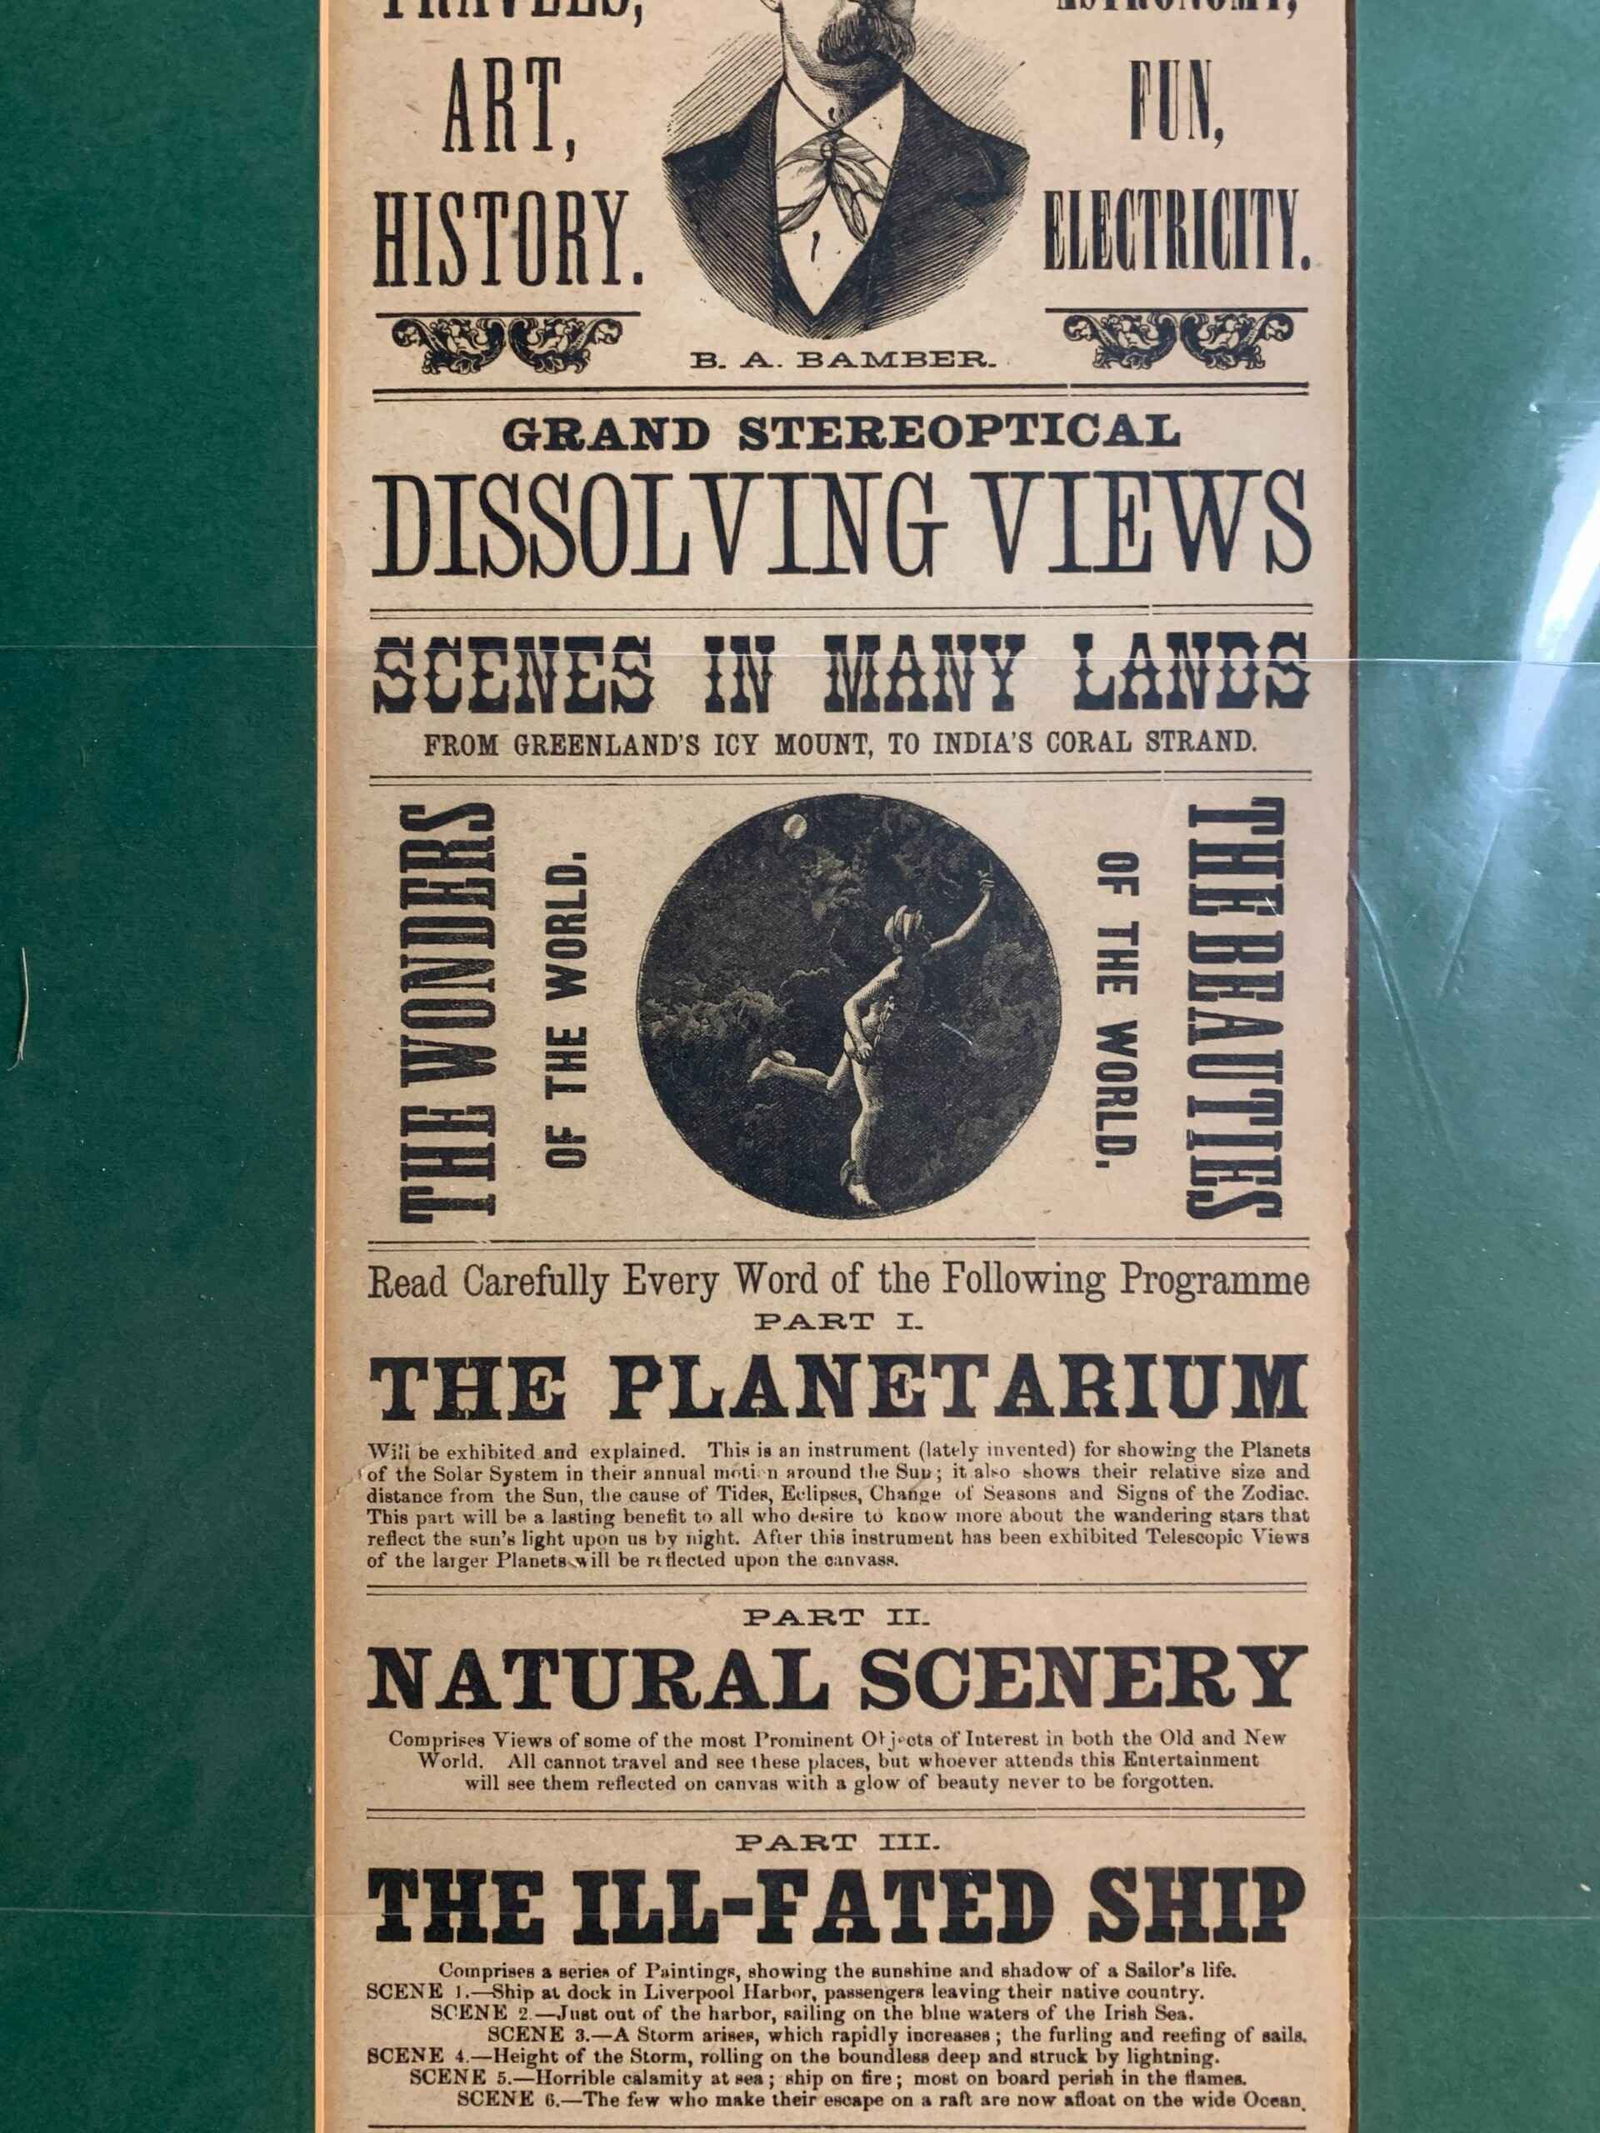 TRAVELS,
ART,
HISTORY.
ASTRONOMY,
FUN,
ELECTRICITY.
B. A. BAMBER.
GRAND STEREOPTICAL
DISSOLVING VIEWS
SCENES IN MANY LANDS
FROM GREENLAND'S ICY MOUNT, TO INDIA'S CORAL STRAND.
THE WONDERS
OF THE WORLD.
THE BEAUTIES
OF THE WORLD.
Read Carefully Every Word of the Following Programme
PART I.
THE PLANETARIUM
Will be exhibited and explained. This is an instrument (lately invented) for showing the Planets
of the Solar System in their annual motion around the Sun; it also shows their relative size and
distance from the Sun, the cause of Tides, Eclipses, Change of Seasons and Signs of the Zodiac.
This part will be a lasting benefit to all who desire to know more about the wandering stars that
reflect the sun's light upon us by night. After this instrument has been exhibited Telescopic Views
of the larger Planets will be reflected upon the canvass.
PART II.
NATURAL SCENERY
Comprises Views of some of the most Prominent Objects of Interest in both the Old and New
World. All cannot travel and see these places, but whoever attends this Entertainment
will see them reflected on canvas with a glow of beauty never to be forgotten.
PART III.
THE ILL-FATED SHIP
Comprises a series of Paintings, showing the sunshine and shadow of a Sailor's life.
SCENE 1.—Ship at dock in Liverpool Harbor, passengers leaving their native country.
SCENE 2.—Just out of the harbor, sailing on the blue waters of the Irish Sea.
SCENE 3.—A Storm arises, which rapidly increases; the furling and reefing of sails.
SCENE 4.—Height of the Storm, rolling on the boundless deep and struck by lightning.
SCENE 5.—Horrible calamity at sea; ship on fire; most on board perish in the flames.
SCENE 6.—The few who make their escape on a raft are now afloat on the wide Ocean.